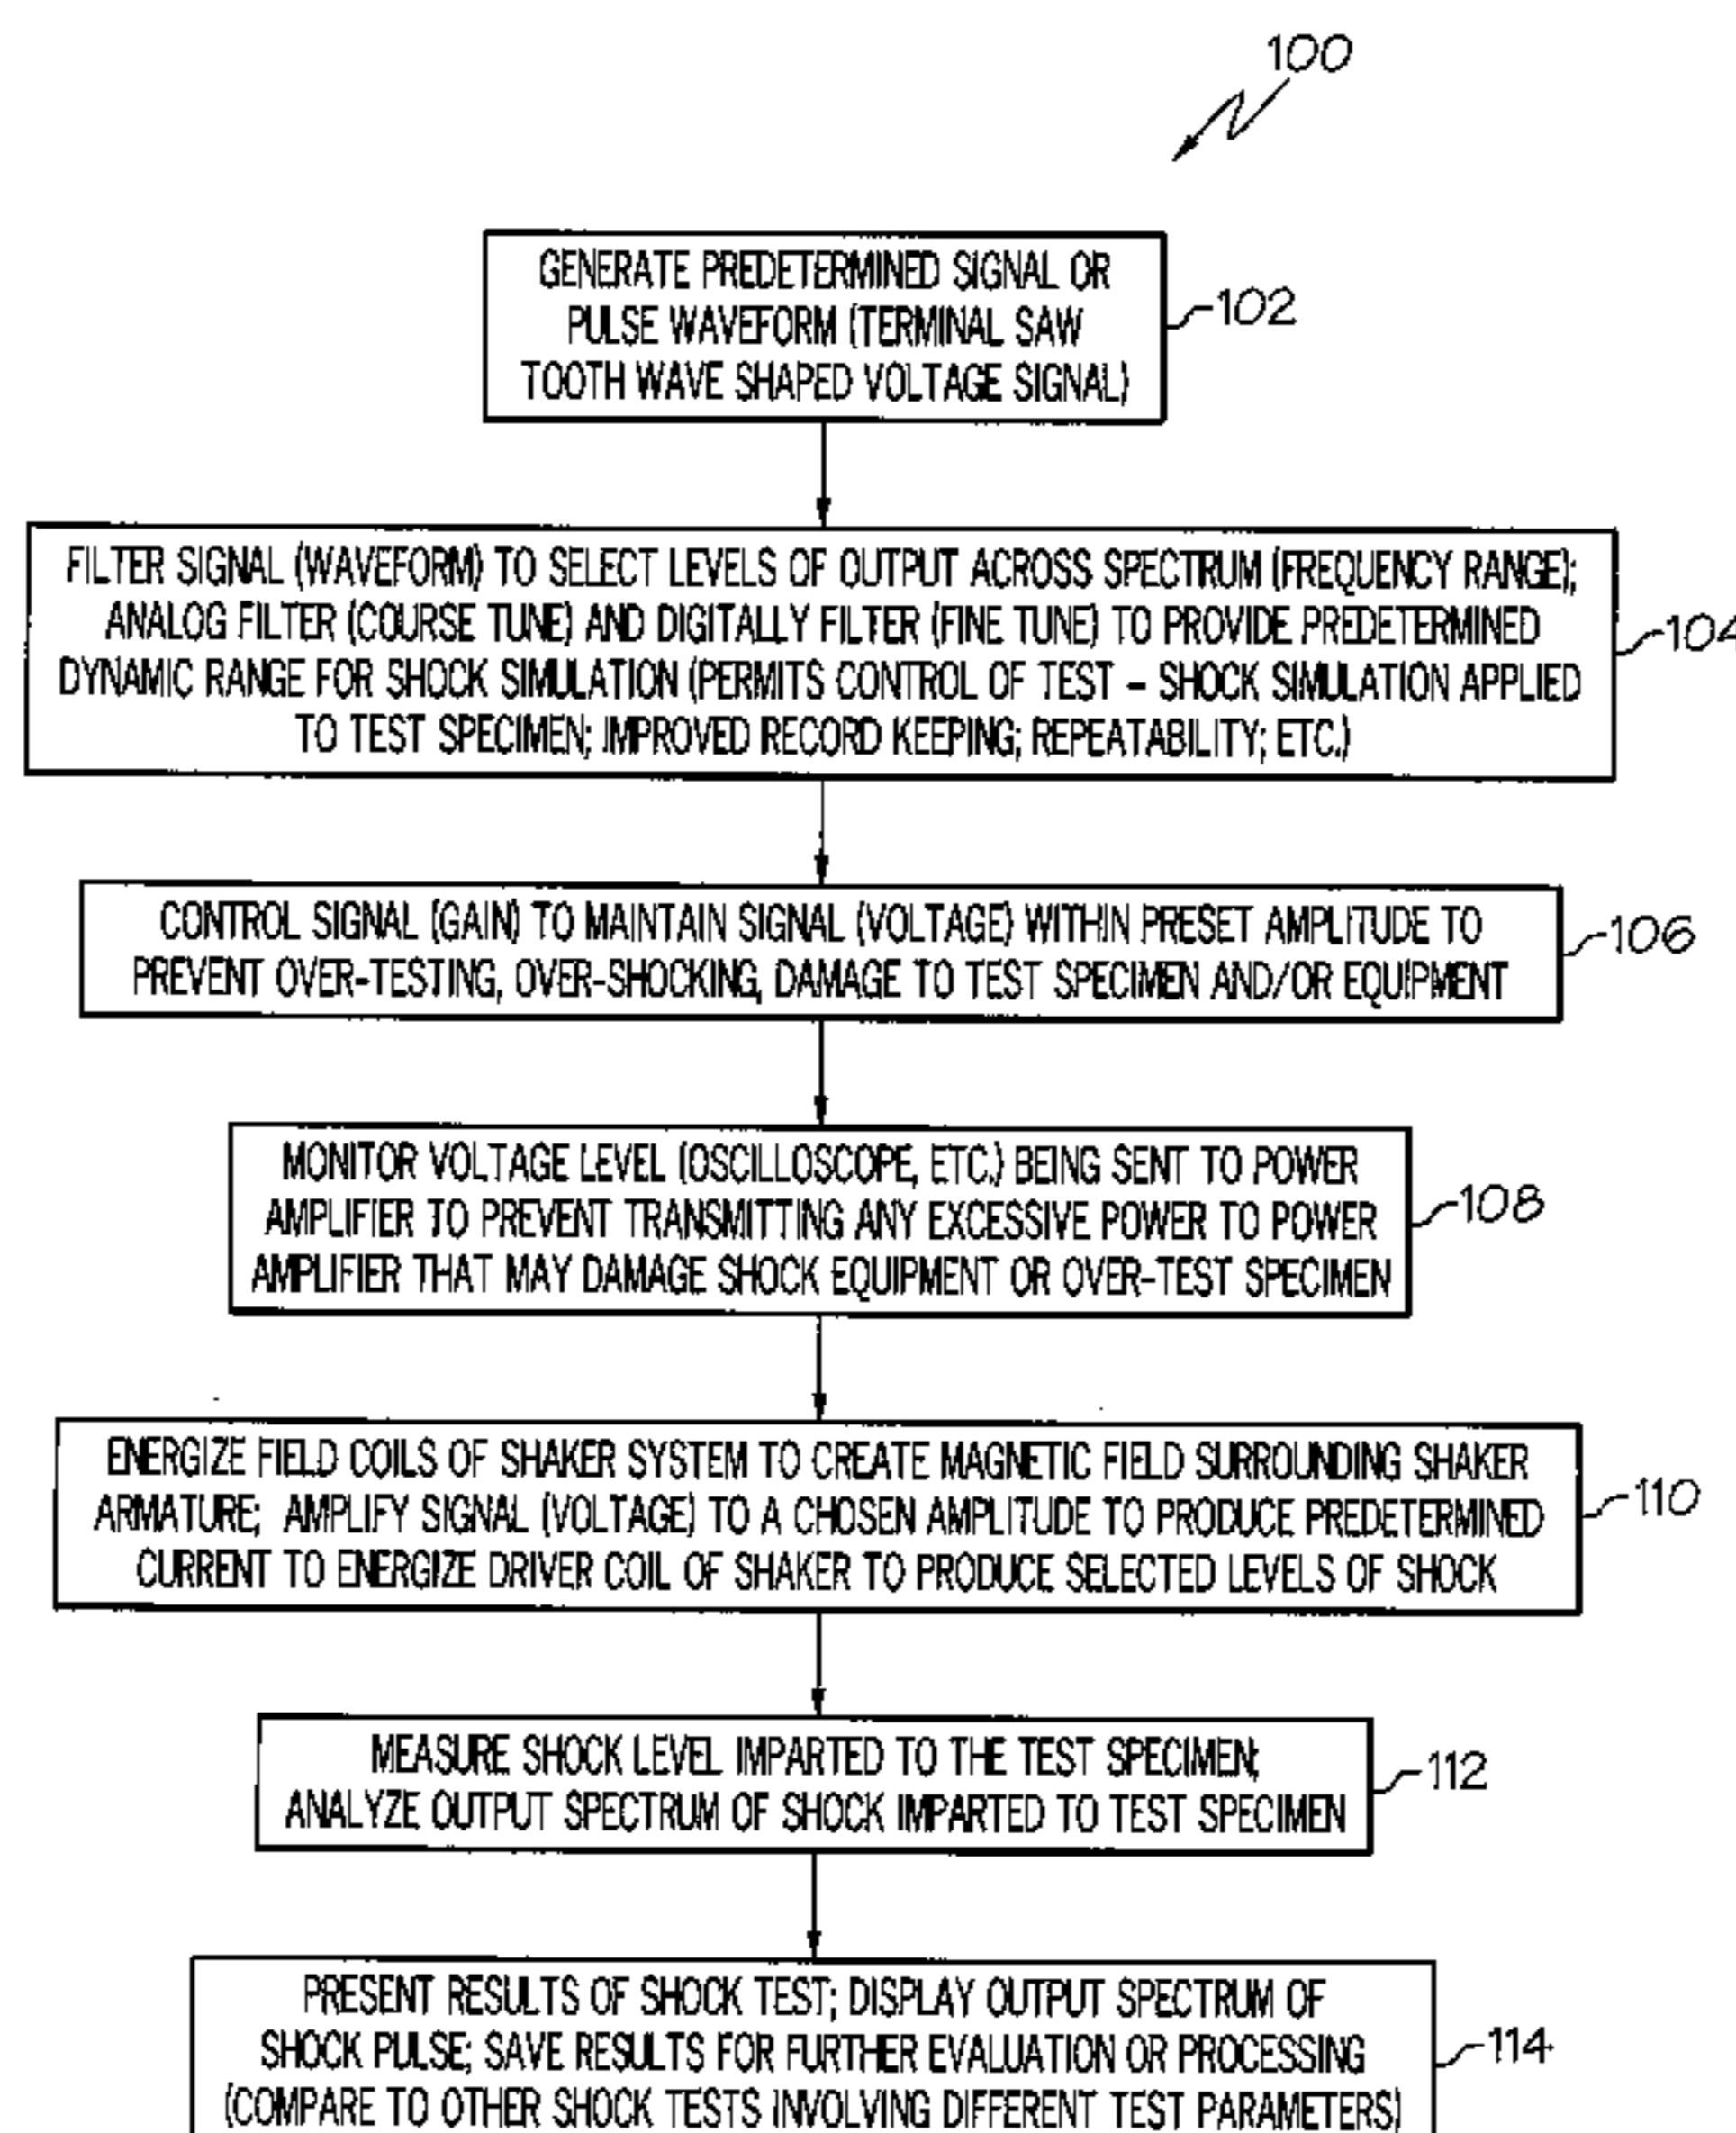 100
GENERATE PREDETERMINED SIGNAL OR
PULSE WAVEFORM (TERMINAL SAW
TOOTH WAVE SHAPED VOLTAGE SIGNAL)
102
FILTER SIGNAL (WAVEFORM) TO SELECT LEVELS OF OUTPUT ACROSS SPECTRUM (FREQUENCY RANGE);
ANALOG FILTER (COURSE TUNE) AND DIGITALLY FILTER (FINE TUNE) TO PROVIDE PREDETERMINED
DYNAMIC RANGE FOR SHOCK SIMULATION (PERMITS CONTROL OF TEST – SHOCK SIMULATION APPLIED
TO TEST SPECIMEN; IMPROVED RECORD KEEPING; REPEATABILITY; ETC.)
104
CONTROL SIGNAL (GAIN) TO MAINTAIN SIGNAL (VOLTAGE) WITHIN PRESET AMPLITUDE TO
PREVENT OVER-TESTING, OVER-SHOCKING, DAMAGE TO TEST SPECIMEN AND/OR EQUIPMENT
106
MONITOR VOLTAGE LEVEL (OSCILLOSCOPE, ETC.) BEING SENT TO POWER
AMPLIFIER TO PREVENT TRANSMITTING ANY EXCESSIVE POWER TO POWER
AMPLIFIER THAT MAY DAMAGE SHOCK EQUIPMENT OR OVER-TEST SPECIMEN
108
ENERGIZE FIELD COILS OF SHAKER SYSTEM TO CREATE MAGNETIC FIELD SURROUNDING SHAKER
ARMATURE; AMPLIFY SIGNAL (VOLTAGE) TO A CHOSEN AMPLITUDE TO PRODUCE PREDETERMINED
CURRENT TO ENERGIZE DRIVER COIL OF SHAKER TO PRODUCE SELECTED LEVELS OF SHOCK
110
MEASURE SHOCK LEVEL IMPARTED TO THE TEST SPECIMEN;
ANALYZE OUTPUT SPECTRUM OF SHOCK IMPARTED TO TEST SPECIMEN
112
PRESENT RESULTS OF SHOCK TEST; DISPLAY OUTPUT SPECTRUM OF
SHOCK PULSE; SAVE RESULTS FOR FURTHER EVALUATION OR PROCESSING
(COMPARE TO OTHER SHOCK TESTS INVOLVING DIFFERENT TEST PARAMETERS)
114